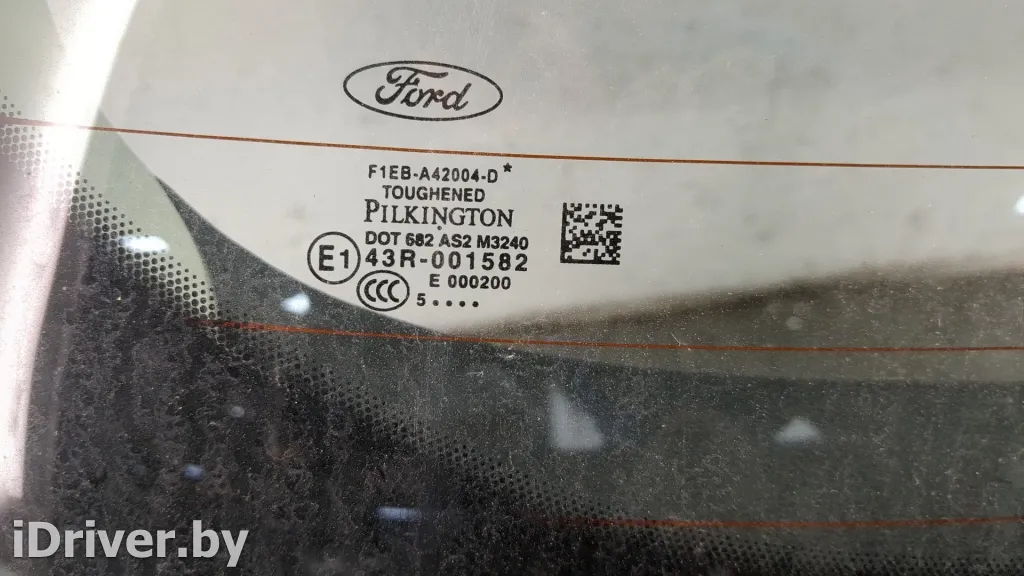 Ford
F1EB-A42004-D*
TOUGHENED
PILKINGTON
DOT 682 AS2 M3240
E1 43R-001582
E 000200
CCC 5 • • • •
iDriver.by